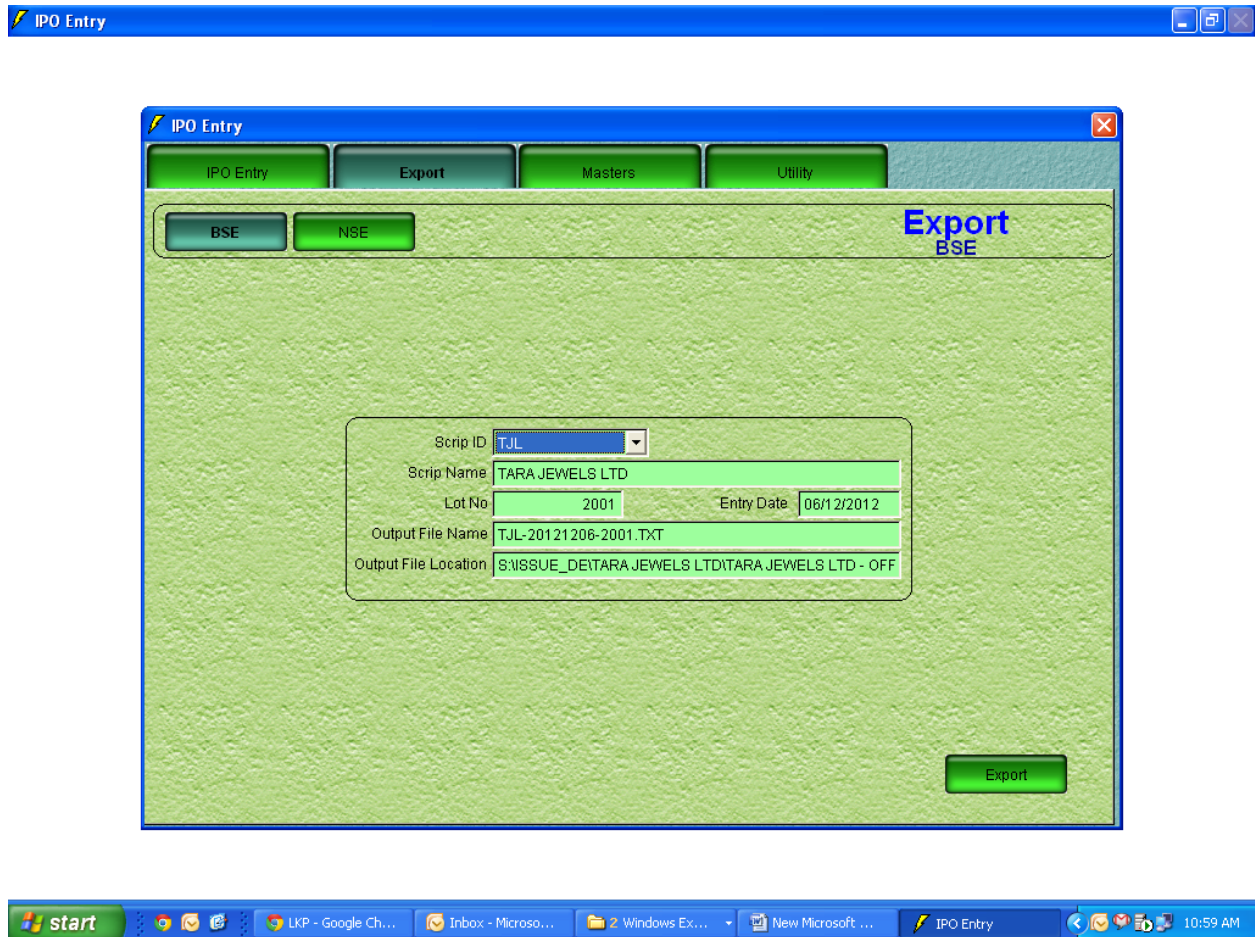 IPO Entry
IPO Entry
IPO Entry Export Masters Utility
BSE NSE Export
BSE
Scrip ID TJL
Scrip Name TARA JEWELS LTD
Lot No 2001 Entry Date 06/12/2012
Output File Name TJL-20121206-2001.TXT
Output File Location S:\ISSUE_DE\TARA JEWELS LTD\TARA JEWELS LTD - OFF
Export
start LKP - Google Ch... Inbox - Microso... 2 Windows Ex... New Microsoft ... IPO Entry 10:59 AM